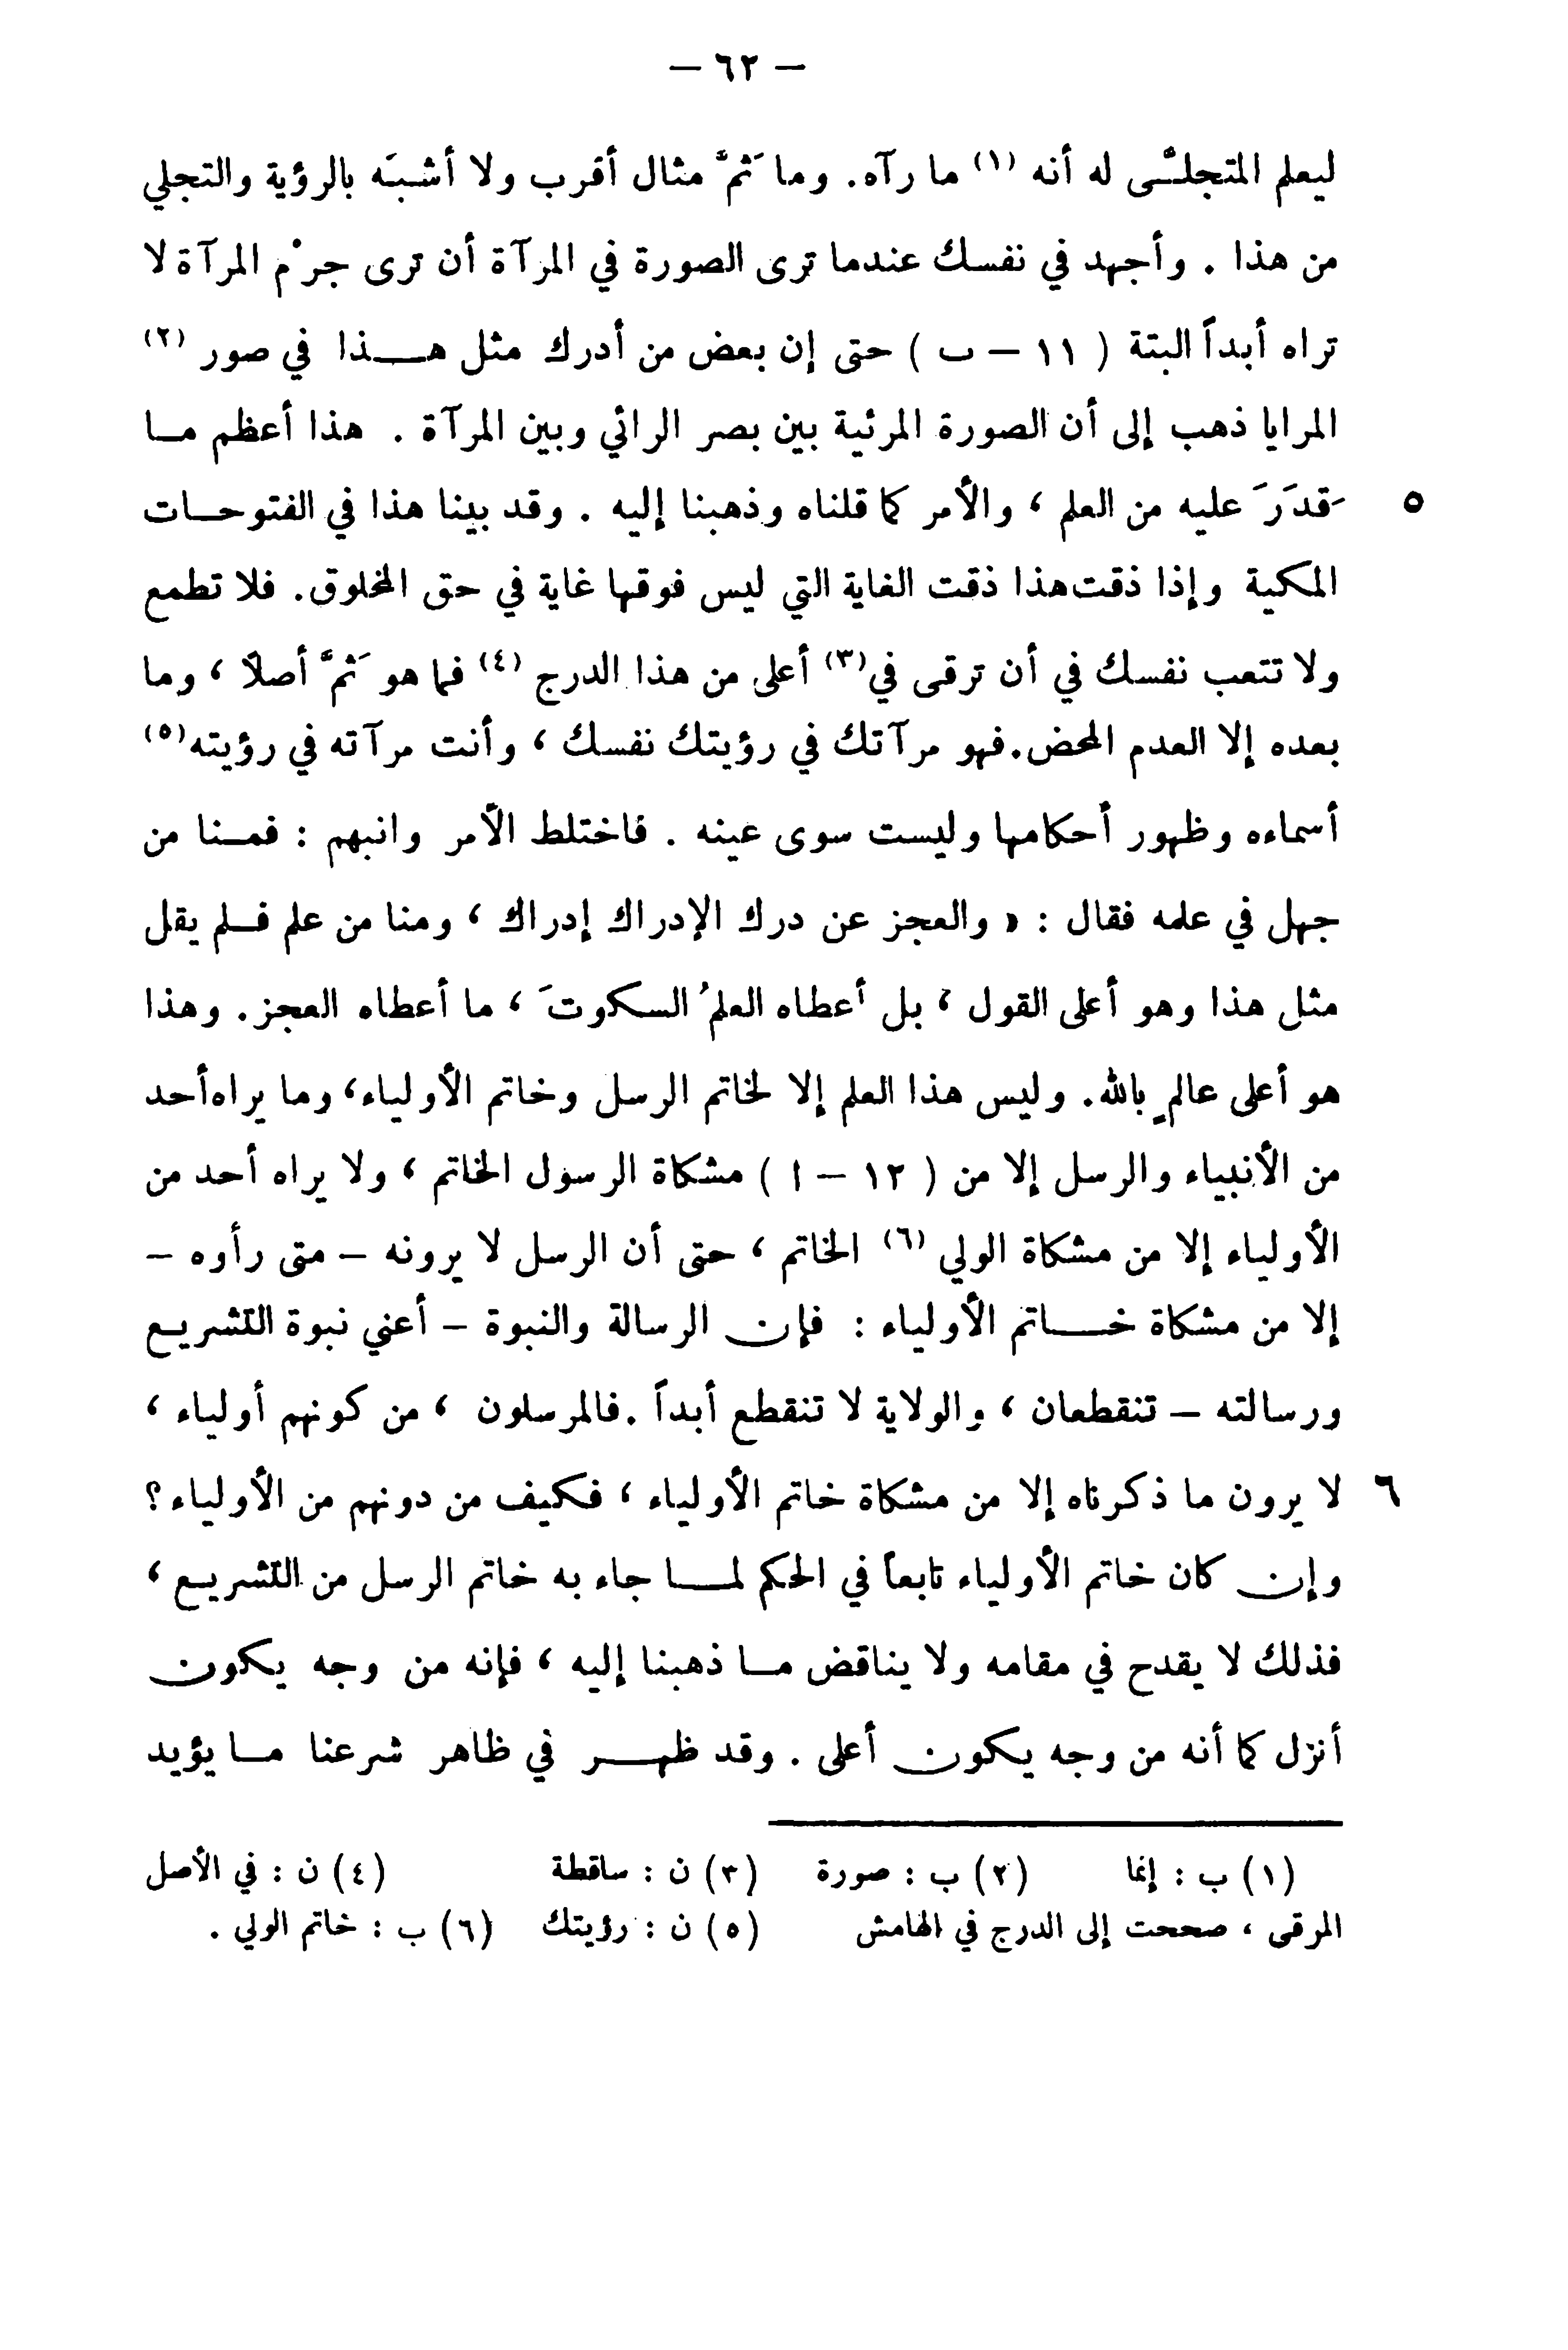 — ٦٢ —
ليعلم المتجلَّى له أنه (١) ما رآه. وما ثَمَّ مثال أقرب ولا أشبَه بالرؤية والتجلي
من هذا . وأجهد في نفسك عندما ترى الصورة في المرآة أن ترى جرْم المرآة لا
تراه أبداً البتة ( ١١ — ب ) حتى إن بعض من أدرك مثل هـــذا في صور (٢)
المرايا ذهب إلى أن الصورة المرئية بين بصر الرائي وبين المرآة . هذا أعظم مـا
٥ قَدَرَ عليه من العلم ، والأمر كما قلناه وذهبنا إليه . وقد بينا هذا في الفتوحـات
المكية وإذا ذقت هذا ذقت الغاية التي ليس فوقها غاية في حق المخلوق. فلا تطمع
ولا تتعب نفسك في أن ترقى في(٣) أعلى من هذا الدرج (٤) فما هو ثَمَّ أصلًا ، وما
بعده إلا العدم المحض.فهو مرآتك في رؤيتك نفسك ، وأنت مرآته في رؤيته(٥)
أسماءه وظهور أحكامها وليست سوى عينه . فاختلط الأمر وانبهم : فمـنا من
جهل في علمه فقال : « والعجز عن درك الإدراك إدراك ، ومنا من علم فـلم يقل
مثل هذا وهو أعلى القول ، بل أعطاه العلمُ السكوتَ ، ما أعطاه العجز. وهذا
هو أعلى عالمٍ بالله. وليس هذا العلم إلا لخاتم الرسل وخاتم الأولياء، وما يراه أحد
من الأنبياء والرسل إلا من ( ١٢ — ا ) مشكاة الرسول الخاتم ، ولا يراه أحد من
الأولياء إلا من مشكاة الولي (٦) الخاتم ، حتى أن الرسل لا يرونه – متى رأوه –
إلا من مشكاة خـــاتم الأولياء : فإن الرسالة والنبوة – أعني نبوة التشريع
ورسالته – تنقطعان ، والولاية لا تنقطع أبداً .فالمرسلون ، من كونهم أولياء ،
٦ لا يرون ما ذكرناه إلا من مشكاة خاتم الأولياء ، فكيف من دونهم من الأولياء ؟
وإن كان خاتم الأولياء تابعاً في الحكم لمـــا جاء به خاتم الرسل من التشريع ،
فذلك لا يقدح في مقامه ولا يناقض مـا ذهبنا إليه ، فإنه من وجه يكون
أنزل كما أنه من وجه يكون أعلى . وقد ظهـــر في ظاهر شرعنا مـا يؤيد
(١) ب : إنما (٢) ب : صورة (٣) ن : ساقطة (٤) ن : في الأصل
المرقى ، صححت إلى الدرج في الهامش (٥) ن : رؤيتك (٦) ب : خاتم الولي .